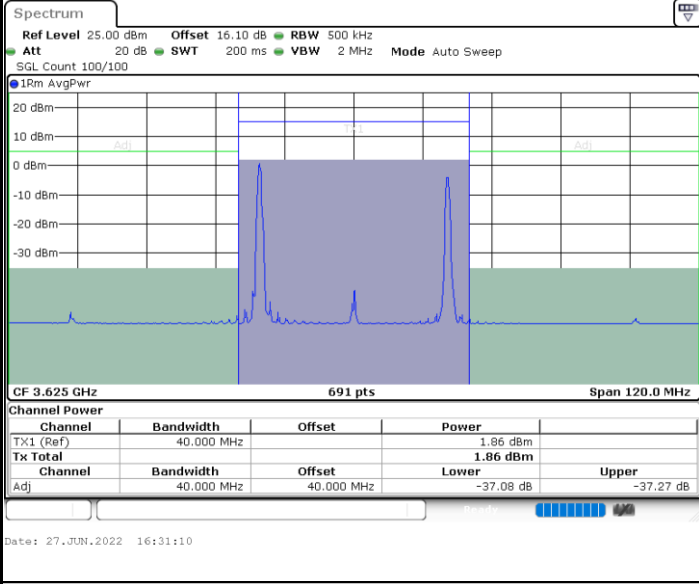 Spectrum
Ref Level 25.00 dBm Offset 16.10 dB RBW 500 kHz
Att 20 dB SWT 200 ms VBW 2 MHz Mode Auto Sweep
SGL Count 100/100
1Rm AvgPwr
20 dBm
TX1
10 dBm
Adj Adj
0 dBm
-10 dBm
-20 dBm
-30 dBm
CF 3.625 GHz 691 pts Span 120.0 MHz
Channel Power
Channel Bandwidth Offset Power
TX1 (Ref) 40.000 MHz 1.86 dBm
Tx Total 1.86 dBm
Channel Bandwidth Offset Lower Upper
Adj 40.000 MHz 40.000 MHz -37.08 dB -37.27 dB
Ready
Date: 27.JUN.2022 16:31:10